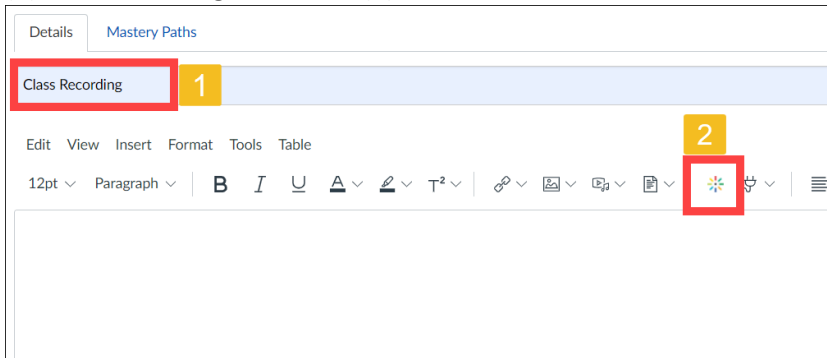 Details Mastery Paths
Class Recording 1
Edit View Insert Format Tools Table
2
12pt Paragraph B I U A T²